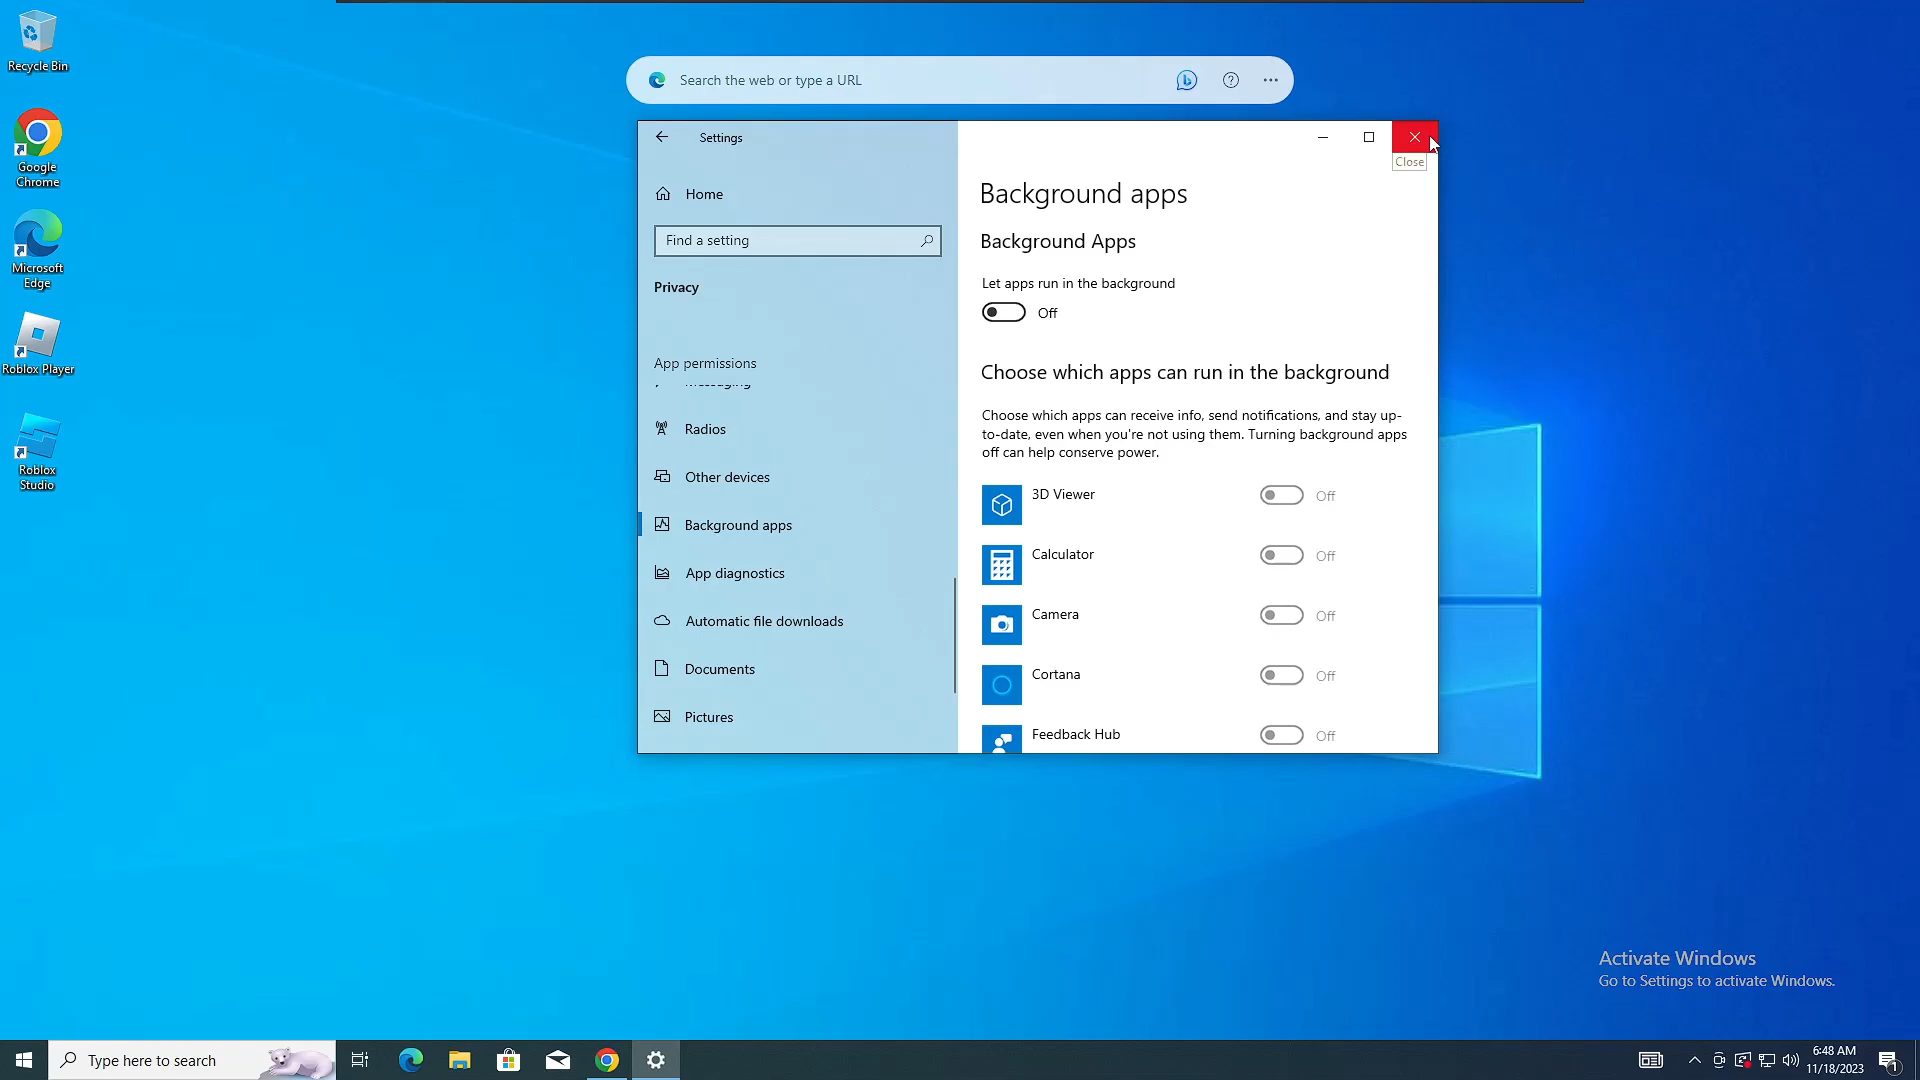 Recycle Bin
Google
Chrome
Microsoft
Edge
Roblox Player
Roblox
Studio
Search the web or type a URL
Settings
Close
Home
Find a setting
Privacy
App permissions
Messaging
Radios
Other devices
Background apps
App diagnostics
Automatic file downloads
Documents
Pictures
Background apps
Background Apps
Let apps run in the background
Off
Choose which apps can run in the background
Choose which apps can receive info, send notifications, and stay up-
to-date, even when you're not using them. Turning background apps
off can help conserve power.
3D Viewer Off
Calculator Off
Camera Off
Cortana Off
Feedback Hub Off
Activate Windows
Go to Settings to activate Windows.
Type here to search
6:48 AM
11/18/2023
1